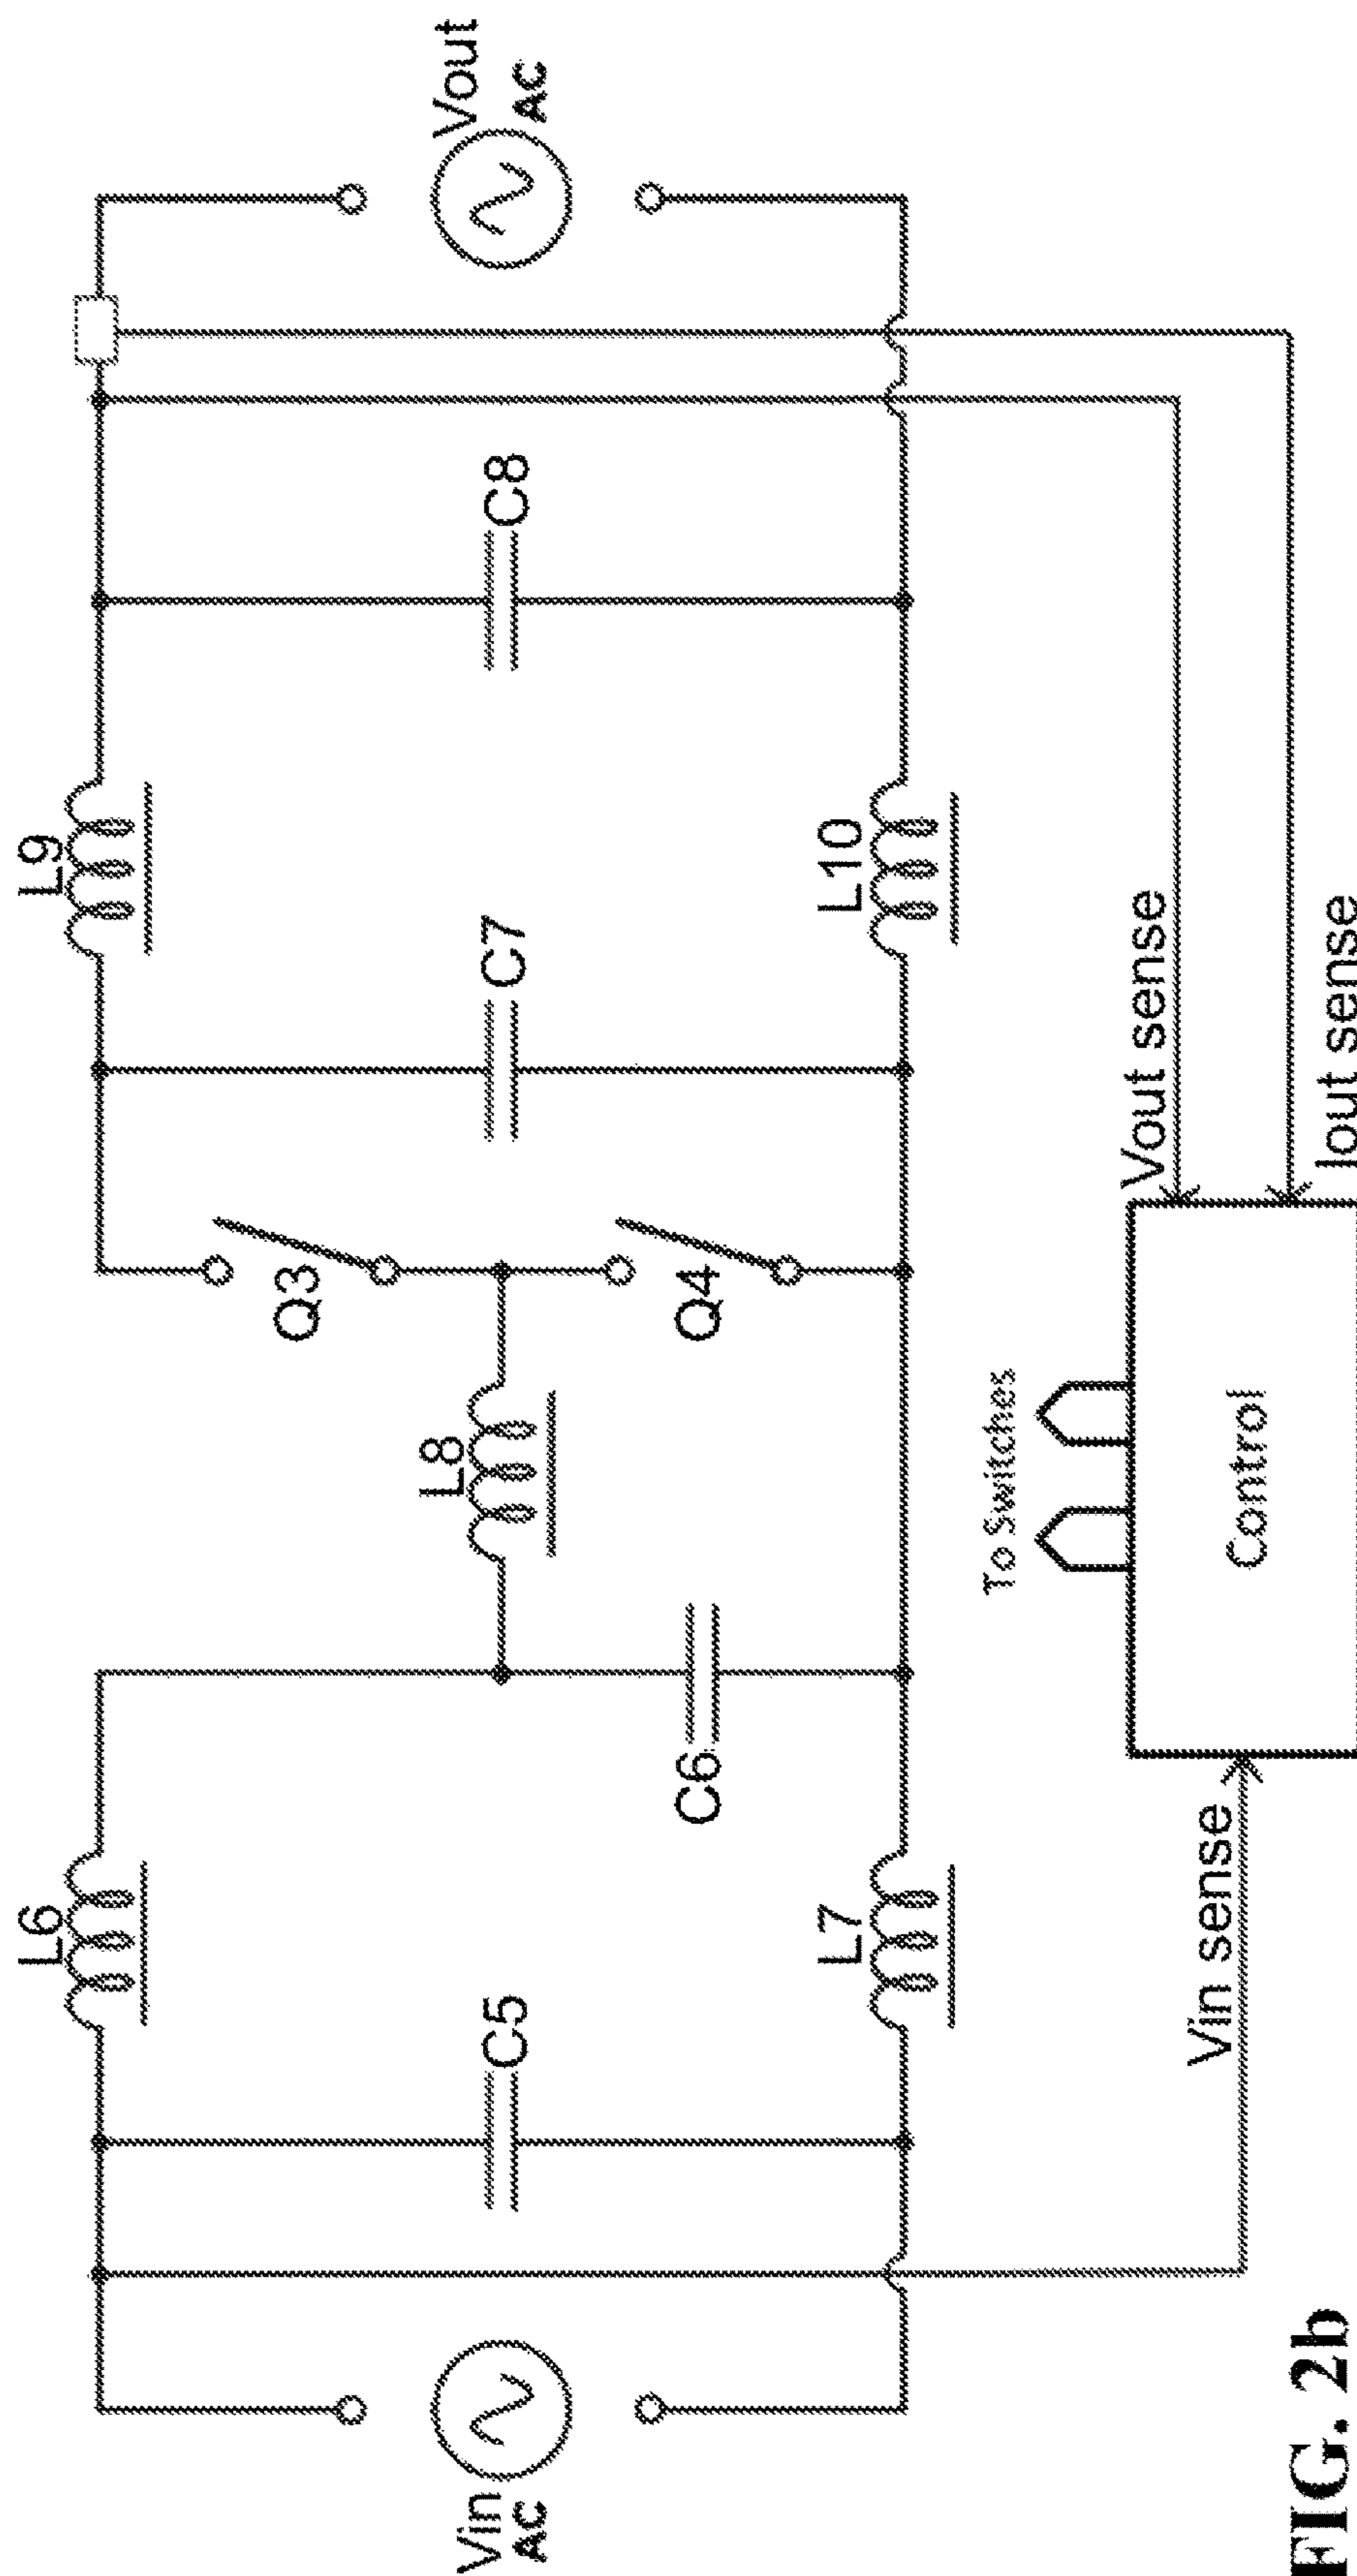 L6
L9
Vin
AC
C5
L8
Q3
C7
C8
Vout
AC
C6
Q4
L7
L10
To Switches
Vin sense
Control
Vout sense
Iout sense
FIG. 2b